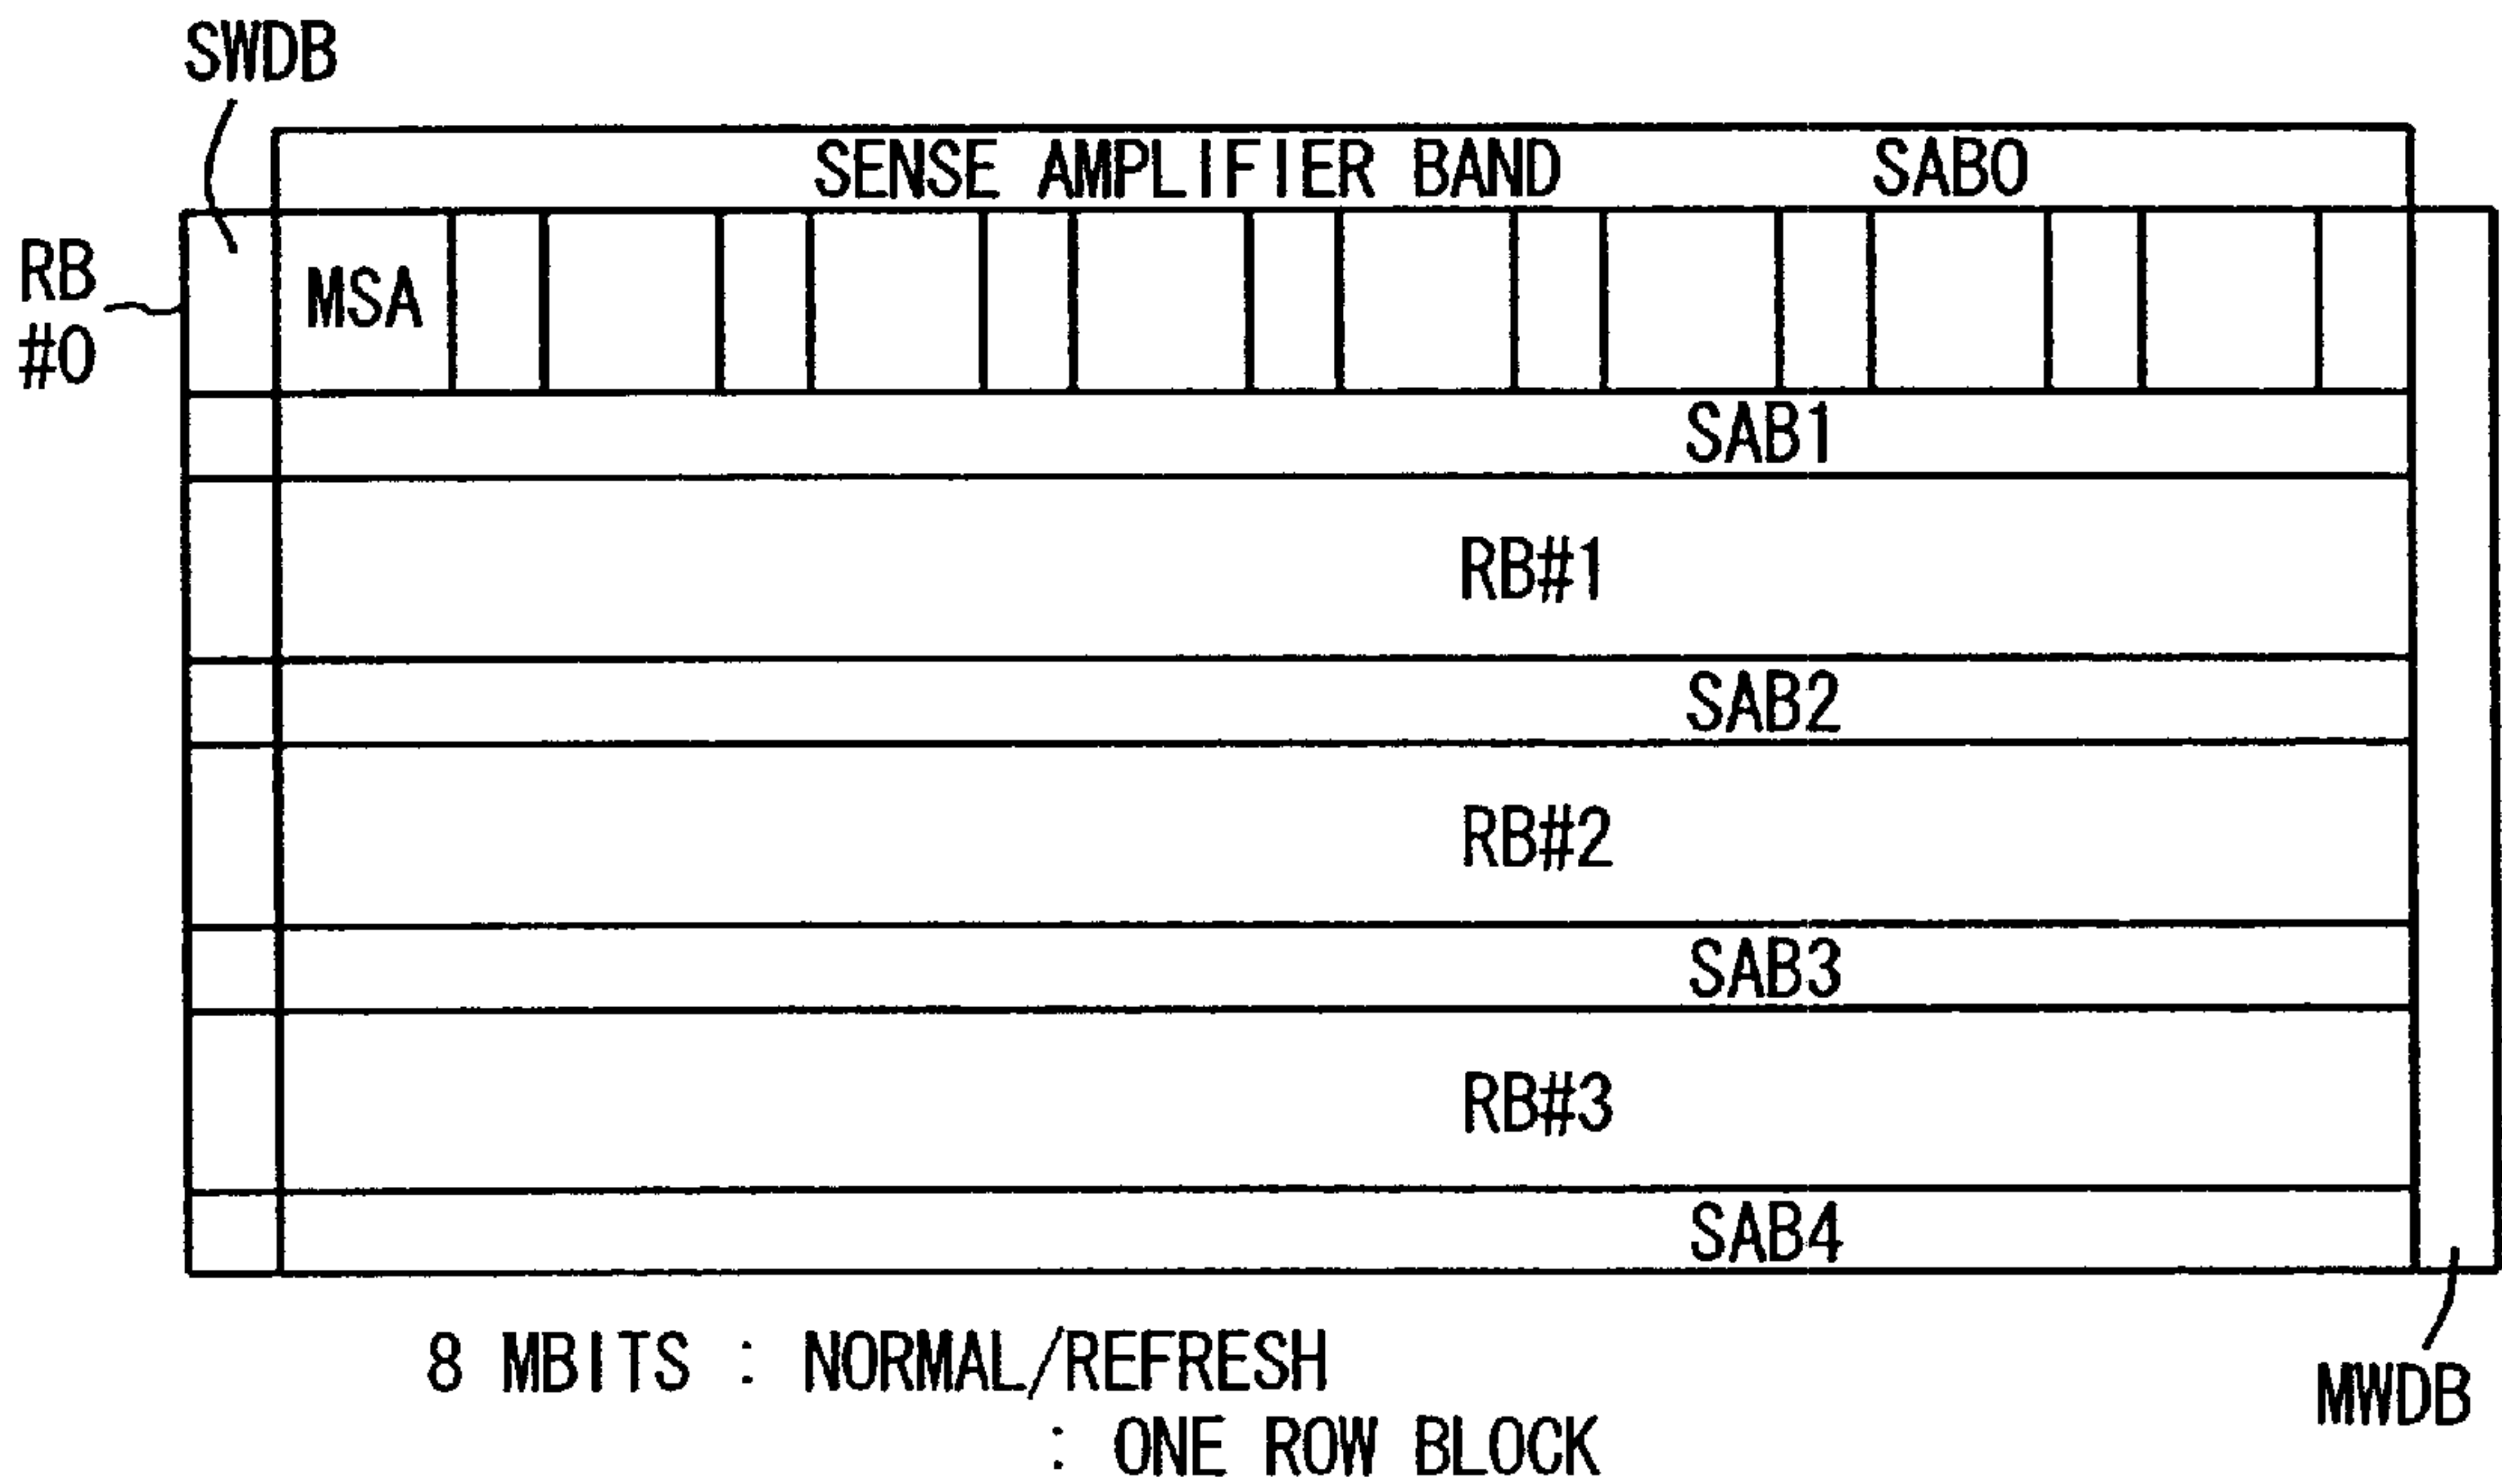 SWDB
SENSE AMPLIFIER BAND SAB0
RB
#0
MSA
SAB1
RB#1
SAB2
RB#2
SAB3
RB#3
SAB4
8 MBITS : NORMAL/REFRESH
: ONE ROW BLOCK
MWDB